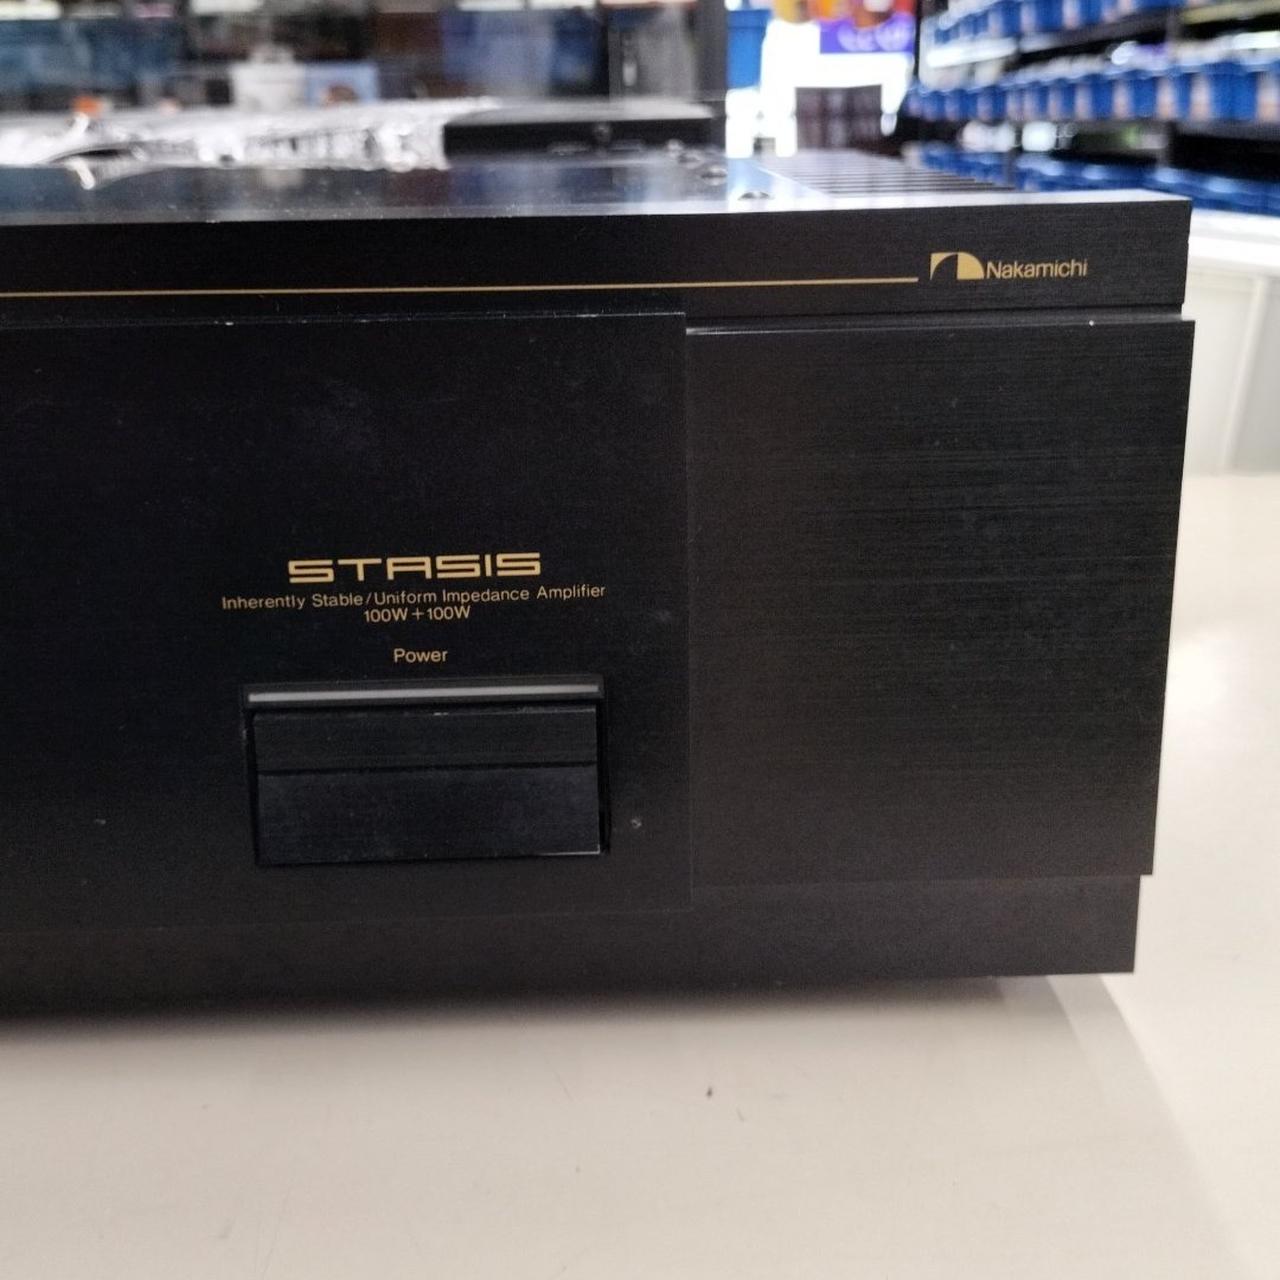 Nakamichi
STASIS
Inherently Stable/Uniform Impedance Amplifier
100W+100W
Power